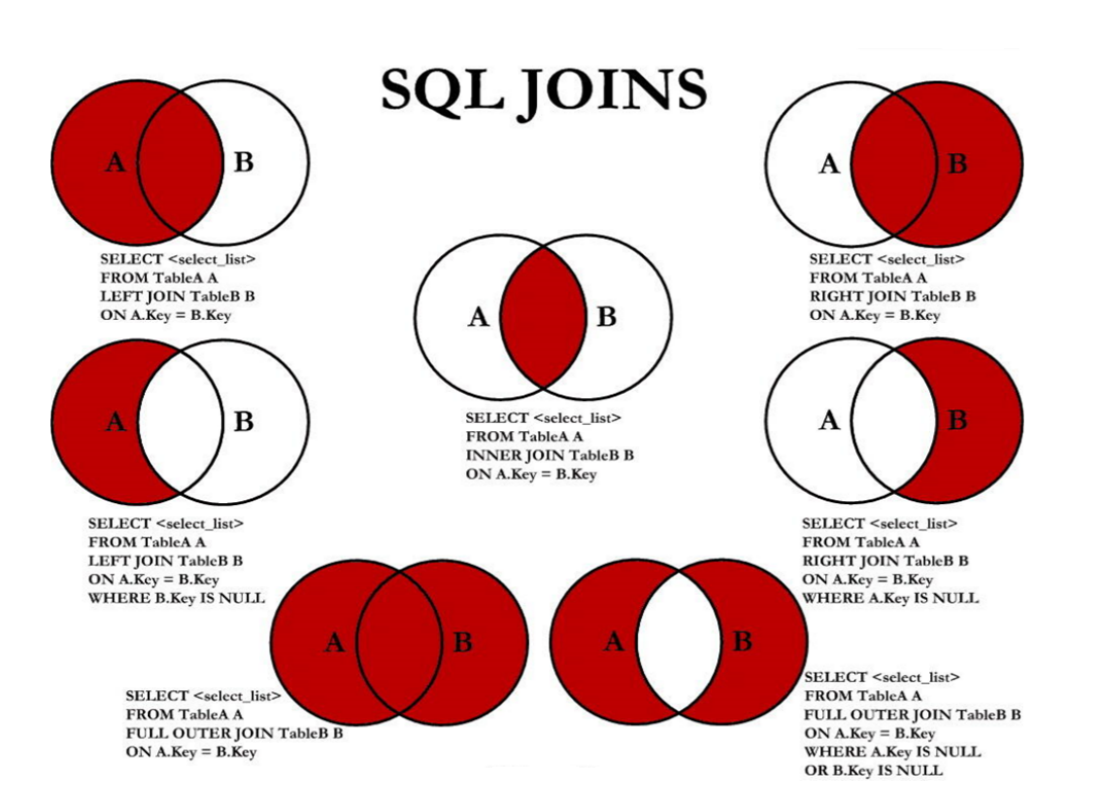 SQL JOINS
A B
SELECT <select_list>
FROM TableA A
LEFT JOIN TableB B
ON A.Key = B.Key
A B
SELECT <select_list>
FROM TableA A
RIGHT JOIN TableB B
ON A.Key = B.Key
A B
SELECT <select_list>
FROM TableA A
INNER JOIN TableB B
ON A.Key = B.Key
A B
SELECT <select_list>
FROM TableA A
LEFT JOIN TableB B
ON A.Key = B.Key
WHERE B.Key IS NULL
A B
SELECT <select_list>
FROM TableA A
RIGHT JOIN TableB B
ON A.Key = B.Key
WHERE A.Key IS NULL
A B
SELECT <select_list>
FROM TableA A
FULL OUTER JOIN TableB B
ON A.Key = B.Key
A B
SELECT <select_list>
FROM TableA A
FULL OUTER JOIN TableB B
ON A.Key = B.Key
WHERE A.Key IS NULL
OR B.Key IS NULL